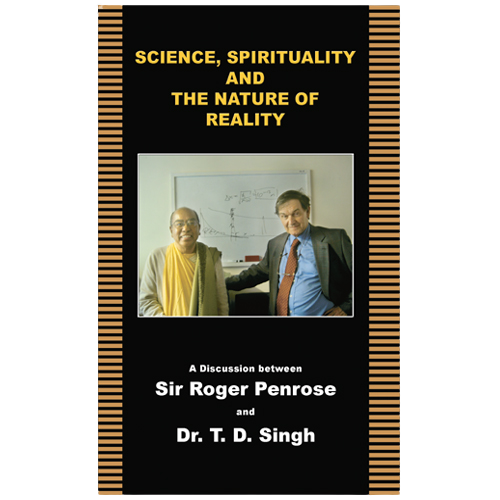 SCIENCE, SPIRITUALITY
AND
THE NATURE OF
REALITY
A Discussion between
Sir Roger Penrose
and
Dr. T. D. Singh